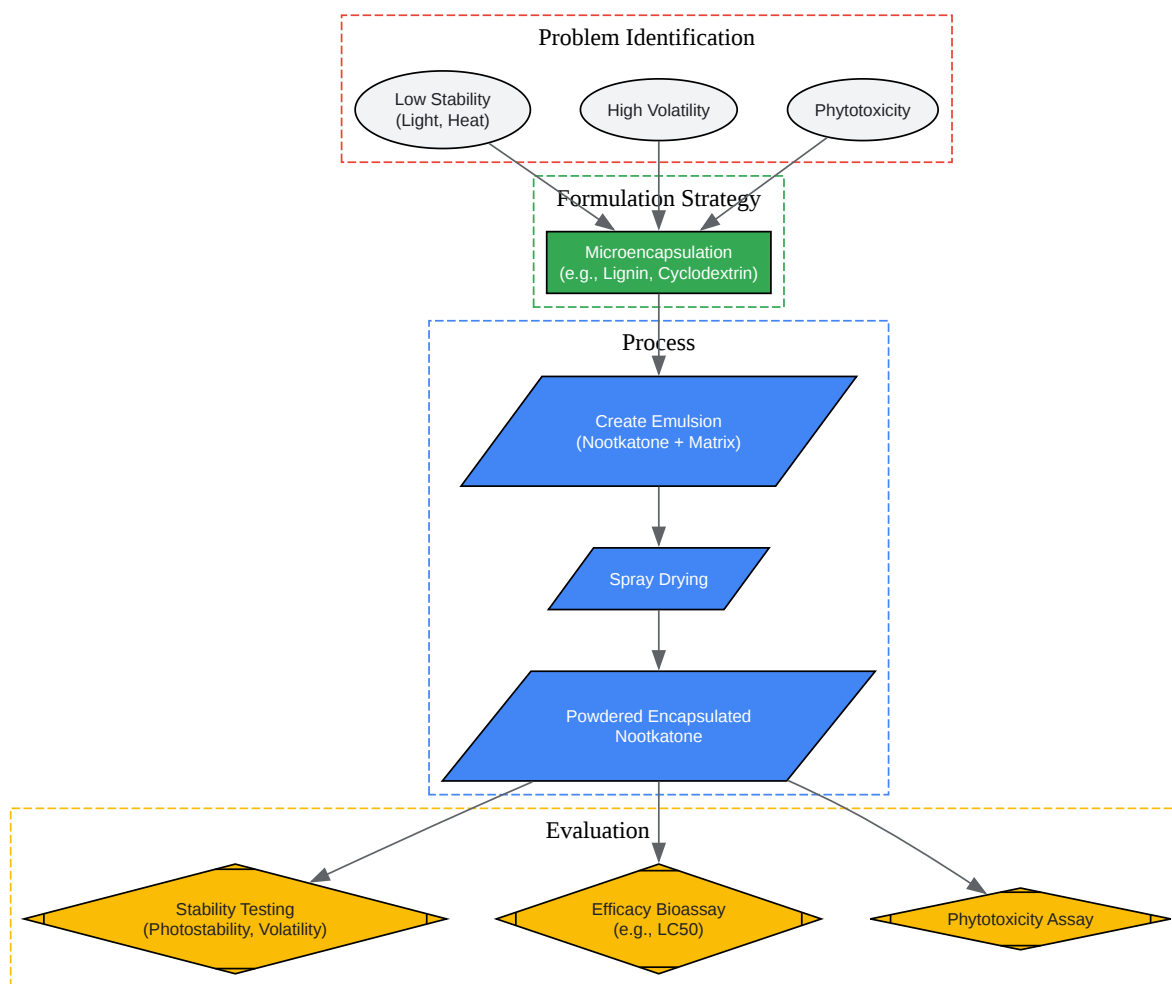 Problem Identification
Low Stability
(Light, Heat)
High Volatility
Phytotoxicity
Formulation Strategy
Microencapsulation
(e.g., Lignin, Cyclodextrin)
Process
Create Emulsion
(Nootkatone + Matrix)
Spray Drying
Powdered Encapsulated
Nootkatone
Evaluation
Stability Testing
(Photostability, Volatility)
Efficacy Bioassay
(e.g., LC50)
Phytotoxicity Assay